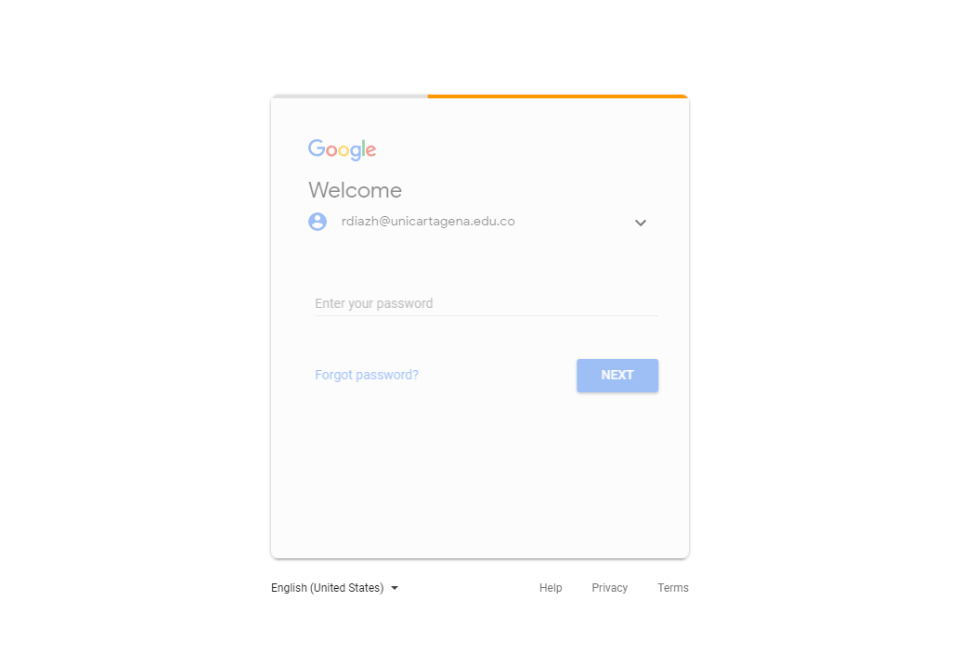 Google
Welcome
rdiazh@unicartagena.edu.co
Enter your password
Forgot password?
NEXT
English (United States)
Help Privacy Terms